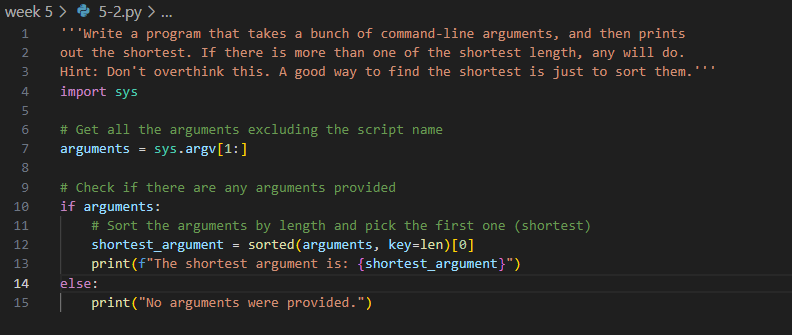 week 5 > 5-2.py > ...
1 '''Write a program that takes a bunch of command-line arguments, and then prints
2 out the shortest. If there is more than one of the shortest length, any will do.
3 Hint: Don't overthink this. A good way to find the shortest is just to sort them.'''
4 import sys
5
6 # Get all the arguments excluding the script name
7 arguments = sys.argv[1:]
8
9 # Check if there are any arguments provided
10 if arguments:
11     # Sort the arguments by length and pick the first one (shortest)
12     shortest_argument = sorted(arguments, key=len)[0]
13     print(f"The shortest argument is: {shortest_argument}")
14 else:
15     print("No arguments were provided.")